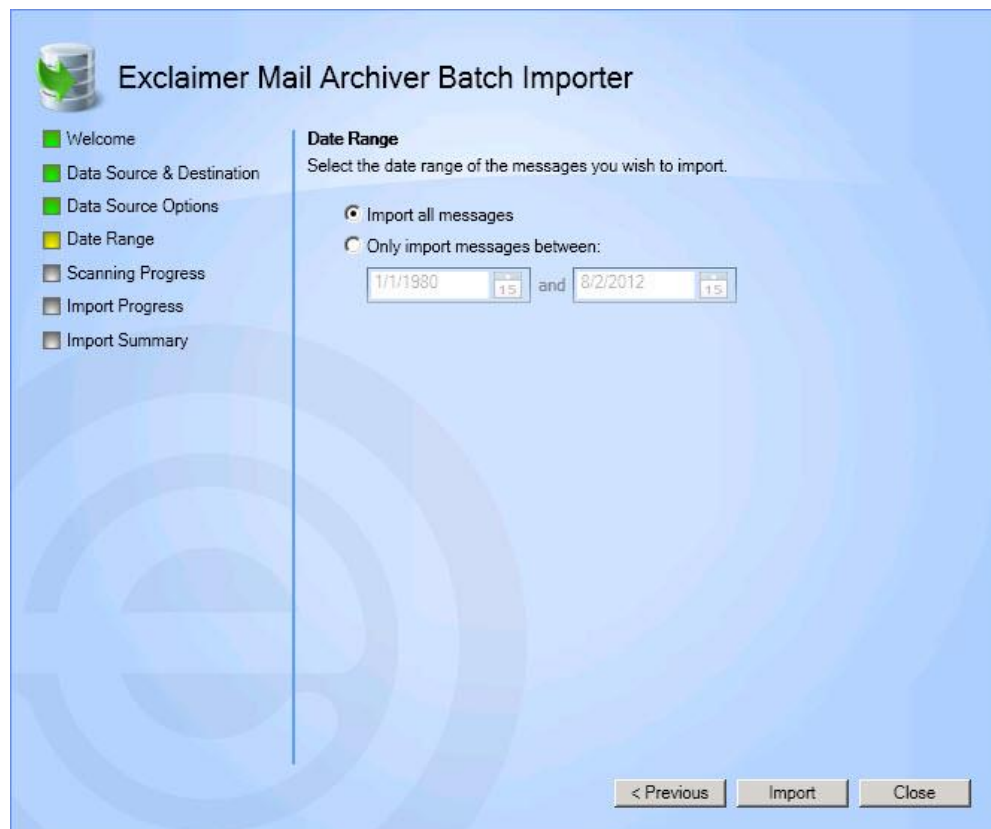 Exclaimer Mail Archiver Batch Importer
Welcome
Data Source & Destination
Data Source Options
Date Range
Scanning Progress
Import Progress
Import Summary
Date Range
Select the date range of the messages you wish to import.
Import all messages
Only import messages between:
1/1/1980 15 and 8/2/2012 15
< Previous Import Close